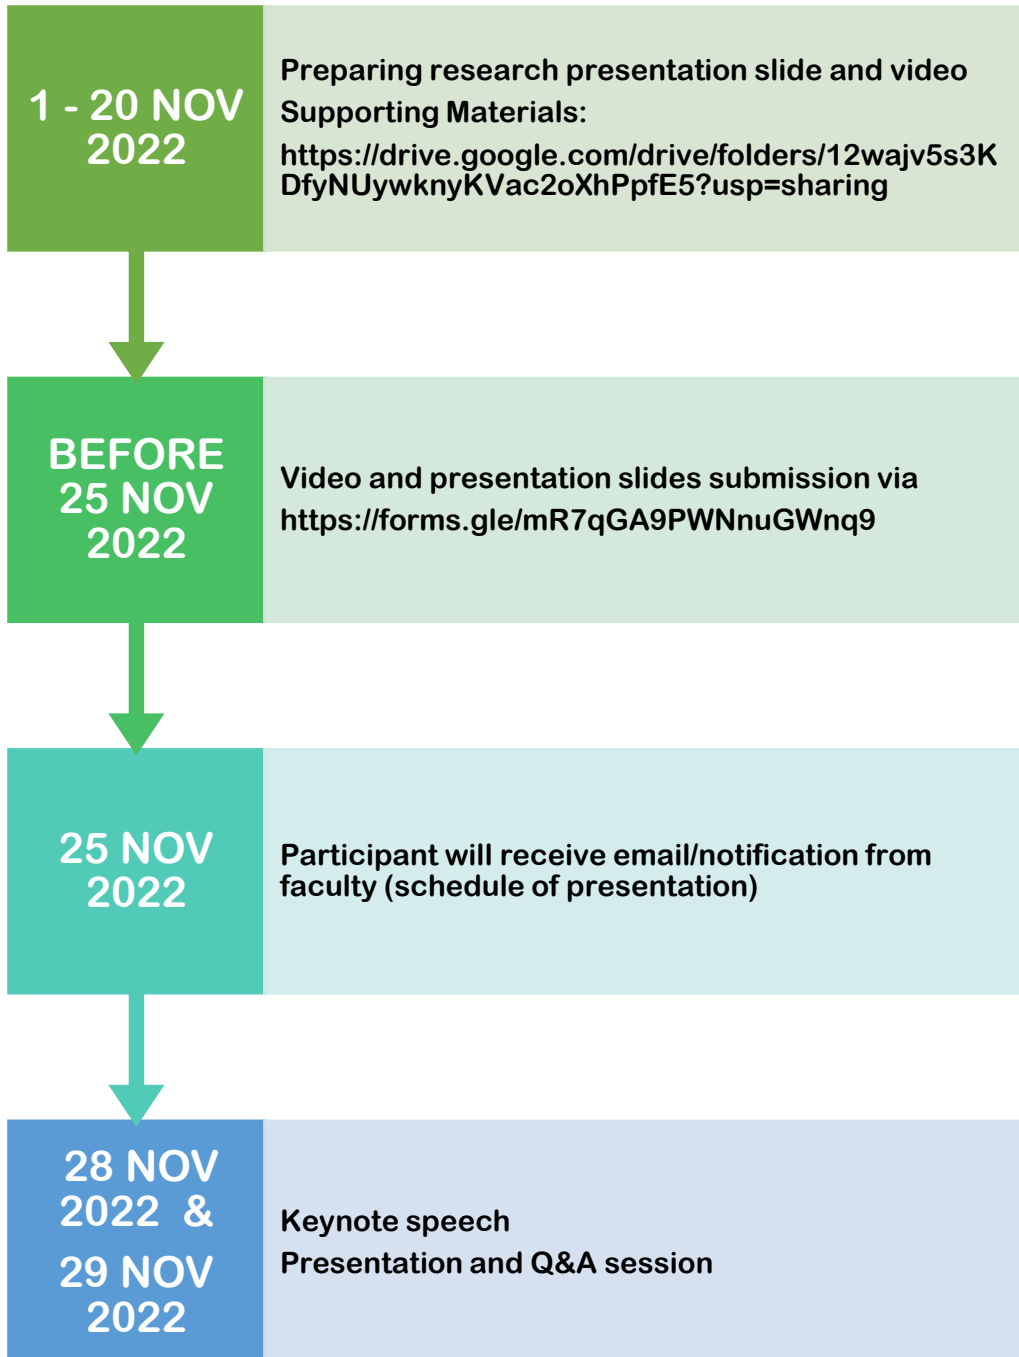 1 - 20 NOV
2022
Preparing research presentation slide and video
Supporting Materials:
https://drive.google.com/drive/folders/12wajv5s3K
DfyNUywknyKVac2oXhPpfE5?usp=sharing
BEFORE
25 NOV
2022
Video and presentation slides submission via
https://forms.gle/mR7qGA9PWNnuGWnq9
25 NOV
2022
Participant will receive email/notification from
faculty (schedule of presentation)
28 NOV
2022 &
29 NOV
2022
Keynote speech
Presentation and Q&A session